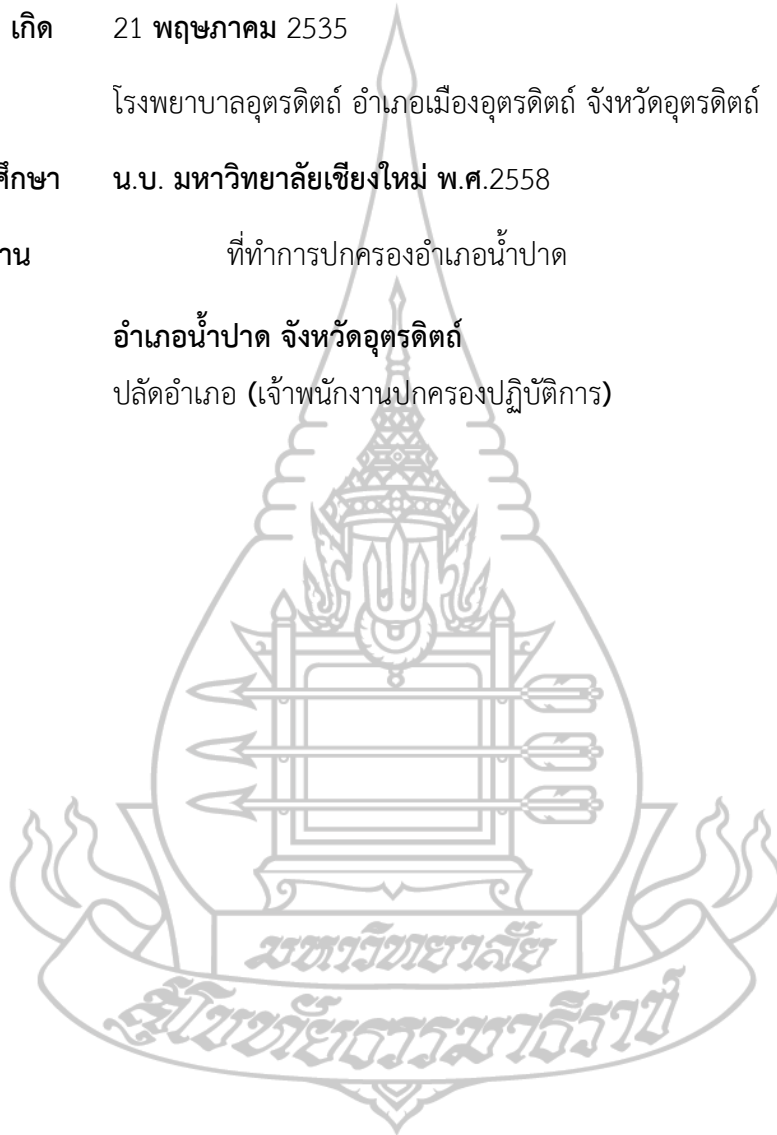 เกิด 21 พฤษภาคม 2535
โรงพยาบาลอุตรดิตถ์ อำเภอเมืองอุตรดิตถ์ จังหวัดอุตรดิตถ์
ศึกษา น.บ. มหาวิทยาลัยเชียงใหม่ พ.ศ.2558
าน ที่ทำการปกครองอำเภอน้ำปาด
อำเภอน้ำปาด จังหวัดอุตรดิตถ์
ปลัดอำเภอ (เจ้าพนักงานปกครองปฏิบัติการ)
มหาวิทยาลัย
สุโขทัยธรรมาธิราช